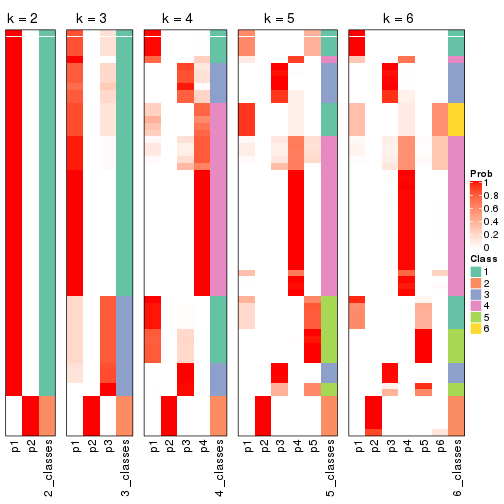 k = 2
k = 3
k = 4
k = 5
k = 6
p1
p2
2_classes
p1
p2
p3
3_classes
p1
p2
p3
p4
4_classes
p1
p2
p3
p4
p5
5_classes
p1
p2
p3
p4
p5
p6
6_classes
Prob
1
0.8
0.6
0.4
0.2
0
Class
1
2
3
4
5
6